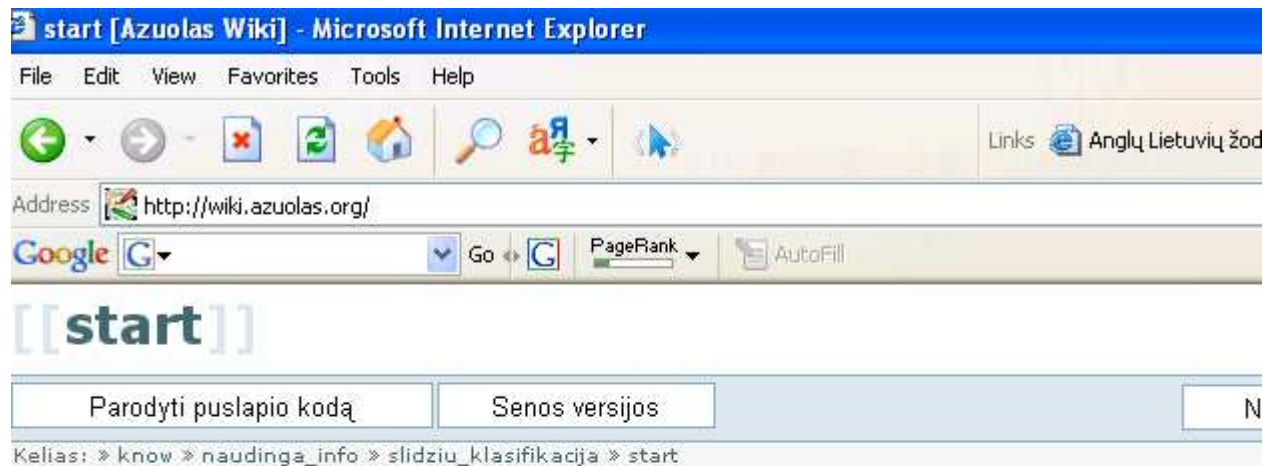 start [Azuolas Wiki] - Microsoft Internet Explorer
File Edit View Favorites Tools Help
Links Anglų Lietuvių žod
Address http://wiki.azuolas.org/
Google G Go G PageRank AutoFill
[[start]]
Parodyti puslapio kodą Senos versijos N
Kelias: » know » naudinga_info » slidziu_klasifikacija » start